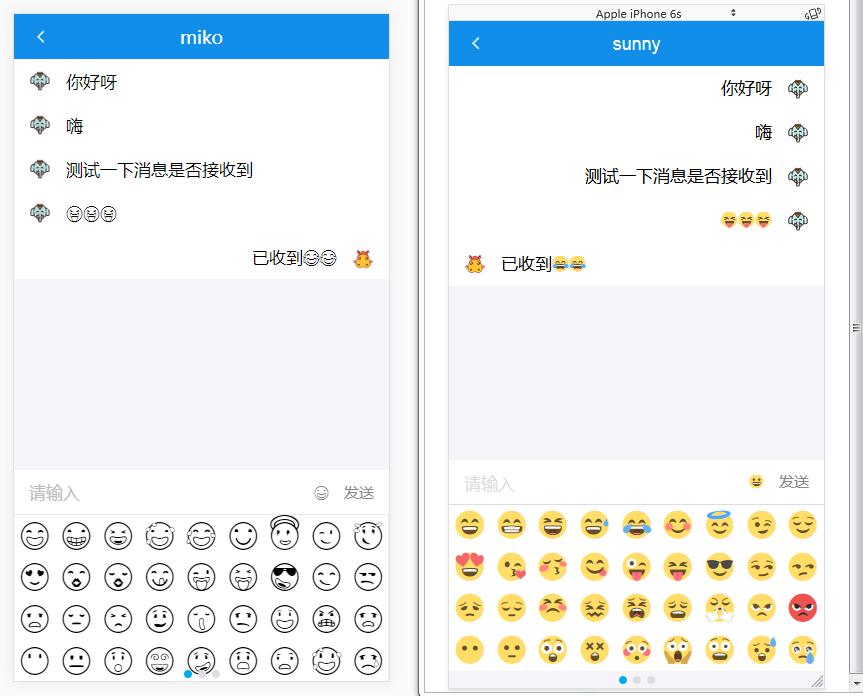 miko
你好呀
嗨
测试一下消息是否接收到
😝😝😝
已收到😂😂
请输入
发送
Apple iPhone 6s
sunny
你好呀
嗨
测试一下消息是否接收到
😝😝😝
已收到😂😂
请输入
发送